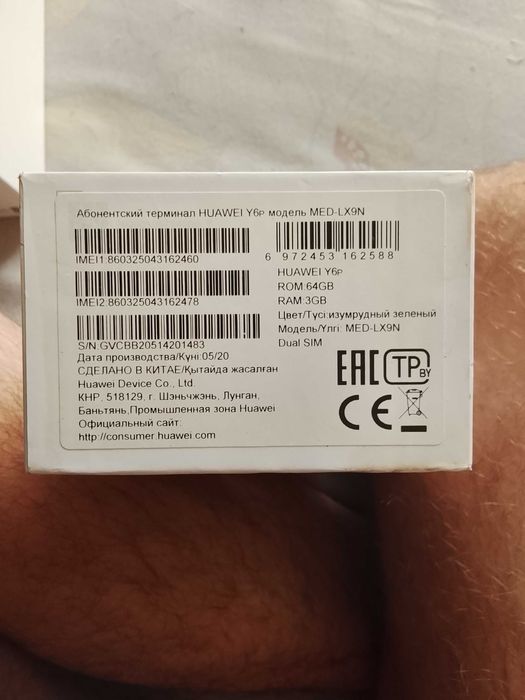 Абонентский терминал HUAWEI Y6p модель MED-LX9N
IMEI1:860325043162460
IMEI2:860325043162478
S/N:GVCBB20514201483
Дата производства/Күні:05/20
СДЕЛАНО В КИТАЕ/Қытайда жасалған
Huawei Device Co., Ltd.
КНР, 518129, г. Шэньчжэнь, Лунган,
Баньтянь,Промышленная зона Huawei
Официальный сайт:
http://consumer.huawei.com
6 972453 162588
HUAWEI Y6p
ROM:64GB
RAM:3GB
Цвет/Түсі:изумрудный зеленый
Модель/Үлгі: MED-LX9N
Dual SIM
EAC TP BY
CE